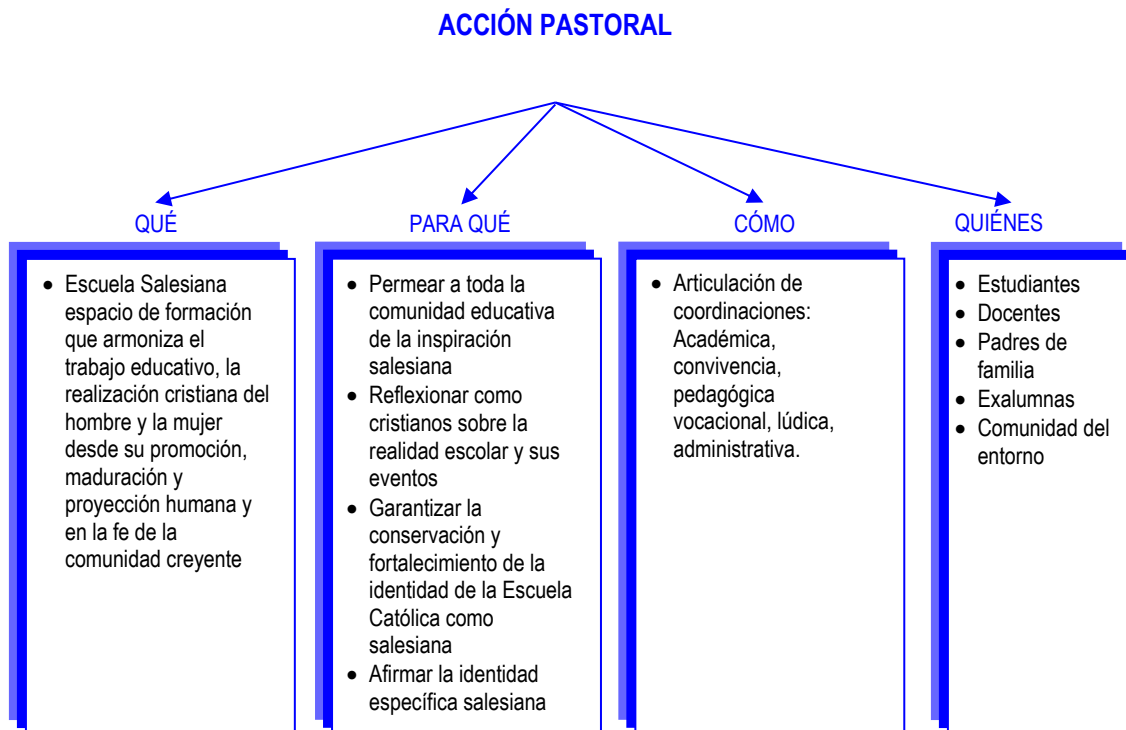 ACCIÓN PASTORAL
QUÉ
• Escuela Salesiana
espacio de formación
que armoniza el
trabajo educativo, la
realización cristiana del
hombre y la mujer
desde su promoción,
maduración y
proyección humana y
en la fe de la
comunidad creyente
PARA QUÉ
• Permear a toda la
comunidad educativa
de la inspiración
salesiana
• Reflexionar como
cristianos sobre la
realidad escolar y sus
eventos
• Garantizar la
conservación y
fortalecimiento de la
identidad de la Escuela
Católica como
salesiana
• Afirmar la identidad
específica salesiana
CÓMO
• Articulación de
coordinaciones:
Académica,
convivencia,
pedagógica
vocacional, lúdica,
administrativa.
QUIÉNES
• Estudiantes
• Docentes
• Padres de
familia
• Exalumnas
• Comunidad del
entorno